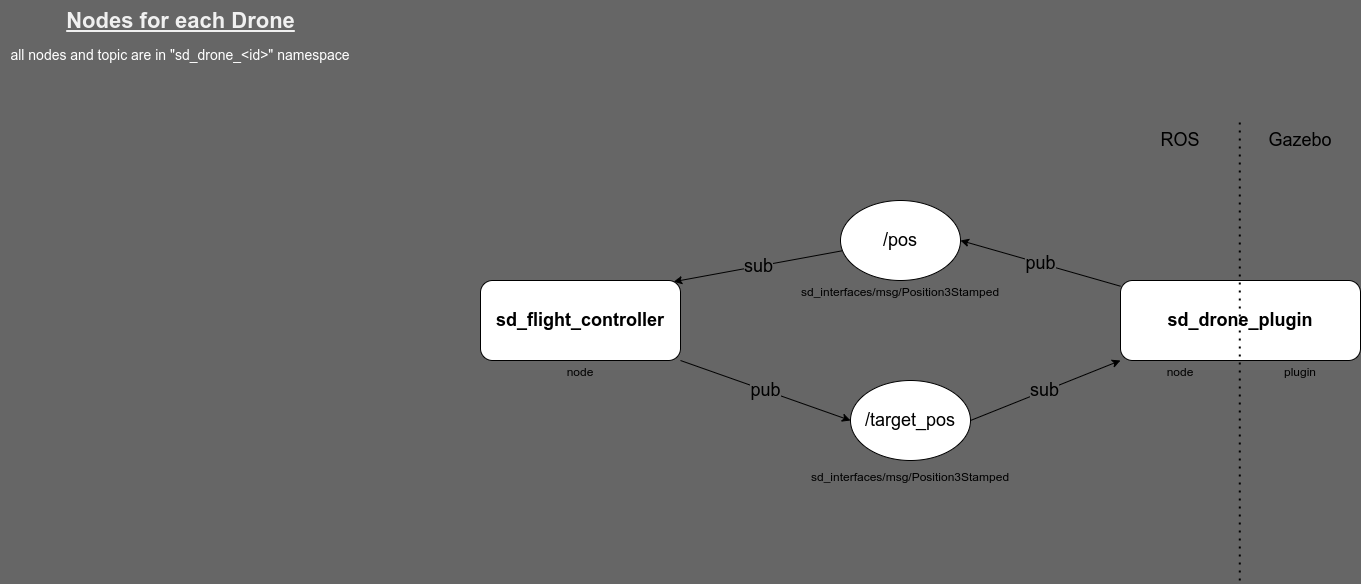 Nodes for each Drone
all nodes and topic are in "sd_drone_<id>" namespace
ROS
Gazebo
/pos
sub
pub
sd_interfaces/msg/Position3Stamped
sd_flight_controller
sd_drone_plugin
node
node
plugin
pub
sub
/target_pos
sd_interfaces/msg/Position3Stamped